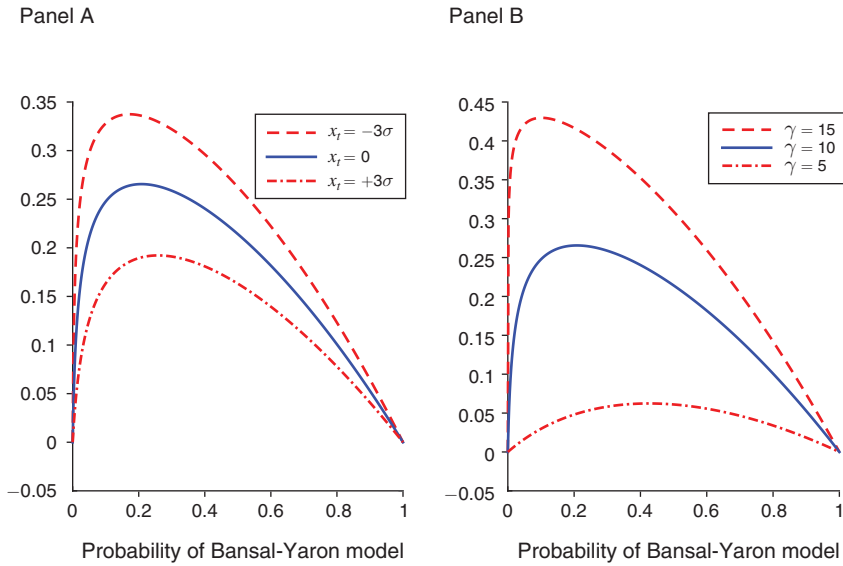 Panel A
0.35
0.3
0.25
0.2
0.15
0.1
0.05
0
−0.05
0 0.2 0.4 0.6 0.8 1
x_t = −3σ
x_t = 0
x_t = +3σ
Probability of Bansal-Yaron model
Panel B
0.45
0.4
0.35
0.3
0.25
0.2
0.15
0.1
0.05
0
−0.05
0 0.2 0.4 0.6 0.8 1
γ = 15
γ = 10
γ = 5
Probability of Bansal-Yaron model